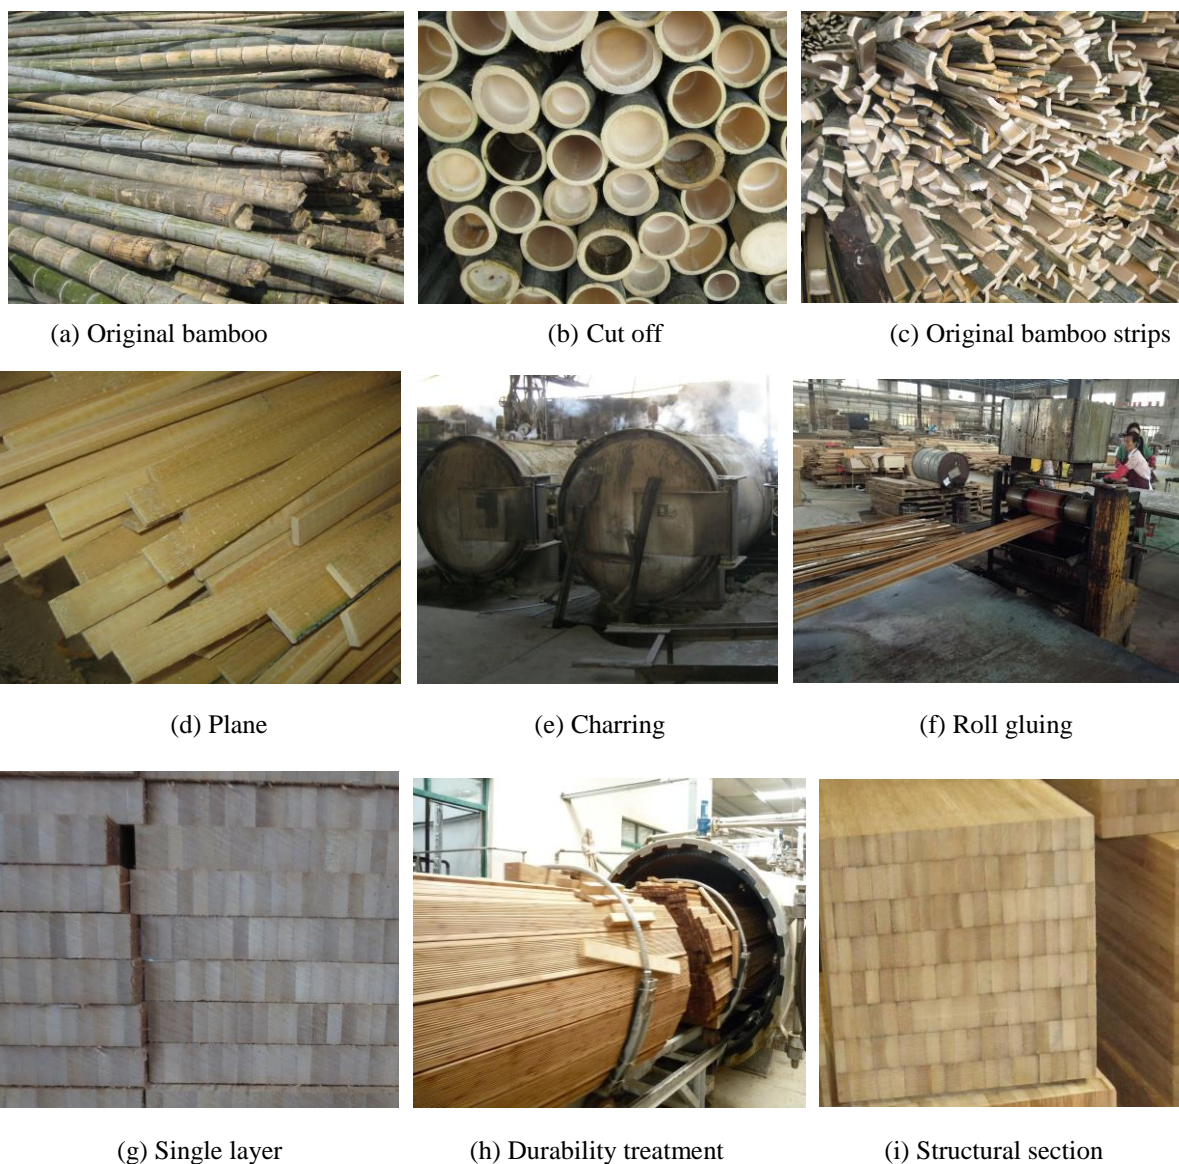 (a) Original bamboo
(b) Cut off
(c) Original bamboo strips
(d) Plane
(e) Charring
(f) Roll gluing
(g) Single layer
(h) Durability treatment
(i) Structural section